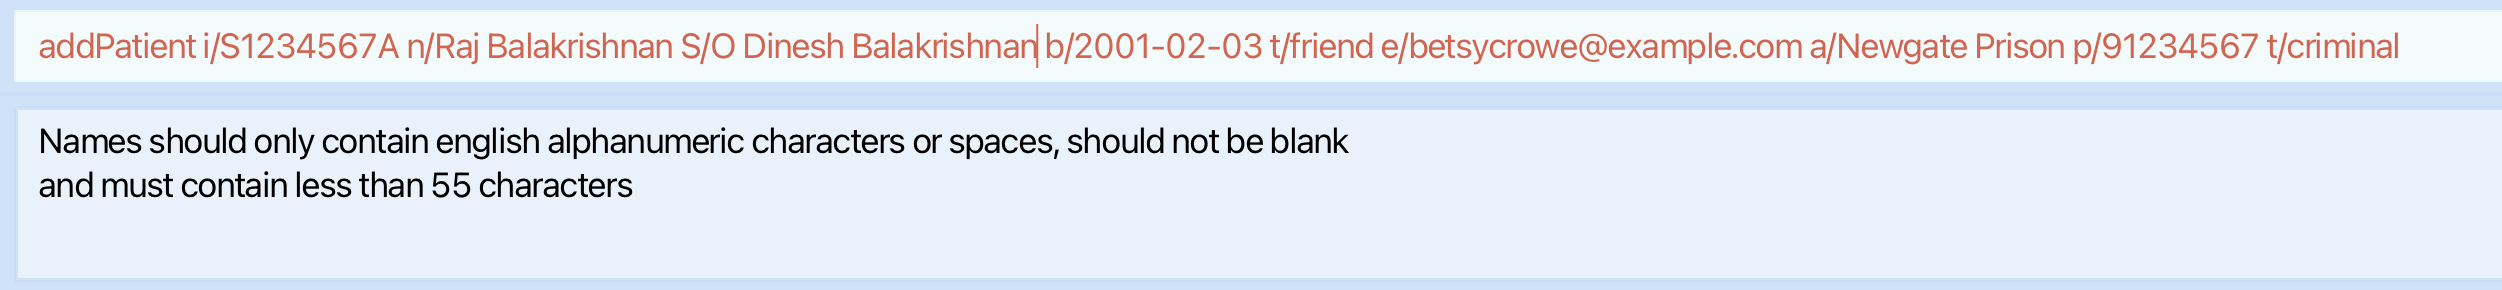 addPatient i/S1234567A n/Raj Balakrishnan S/O Dinesh Balakrishnan b/2001-02-03 t/friend e/betsycrowe@example.com a/Newgate Prison p/91234567 t/criminal
Names should only contain english alphanumeric characters or spaces, should not be blank
and must contain less than 55 characters